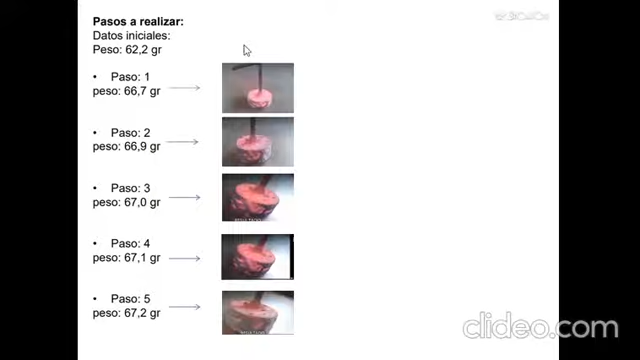 Pasos a realizar:
Datos iniciales:
Peso: 62,2 gr
• Paso: 1
peso: 66,7 gr
• Paso: 2
peso: 66,9 gr
• Paso: 3
peso: 67,0 gr
• Paso: 4
peso: 67,1 gr
• Paso: 5
peso: 67,2 gr
clideo.com